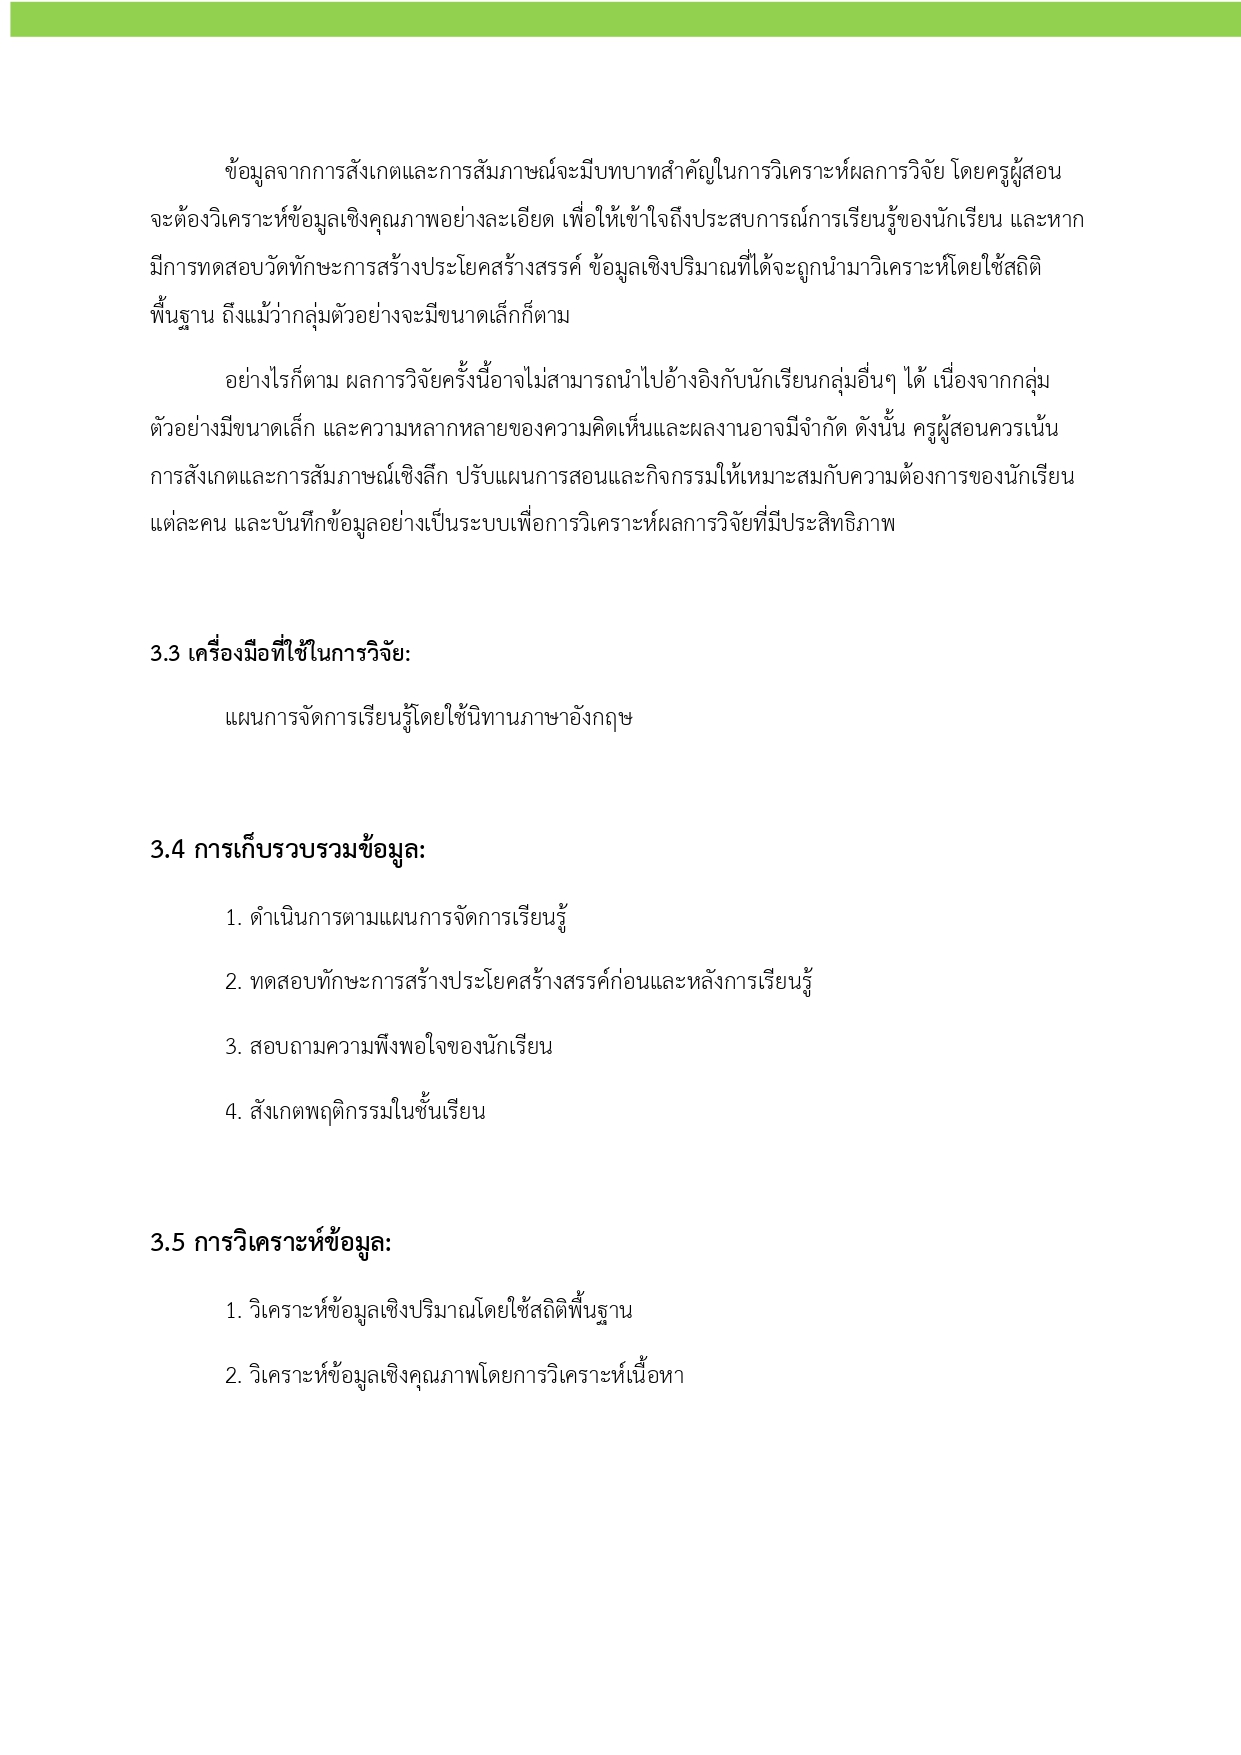 ข้อมูลจากการสังเกตและการสัมภาษณ์จะมีบทบาทสำคัญในการวิเคราะห์ผลการวิจัย โดยครูผู้สอน
จะต้องวิเคราะห์ข้อมูลเชิงคุณภาพอย่างละเอียด เพื่อให้เข้าใจถึงประสบการณ์การเรียนรู้ของนักเรียน และหาก
มีการทดสอบวัดทักษะการสร้างประโยคสร้างสรรค์ ข้อมูลเชิงปริมาณที่ได้จะถูกนำมาวิเคราะห์โดยใช้สถิติ
พื้นฐาน ถึงแม้ว่ากลุ่มตัวอย่างจะมีขนาดเล็กก็ตาม
อย่างไรก็ตาม ผลการวิจัยครั้งนี้อาจไม่สามารถนำไปอ้างอิงกับนักเรียนกลุ่มอื่นๆ ได้ เนื่องจากกลุ่ม
ตัวอย่างมีขนาดเล็ก และความหลากหลายของความคิดเห็นและผลงานอาจมีจำกัด ดังนั้น ครูผู้สอนควรเน้น
การสังเกตและการสัมภาษณ์เชิงลึก ปรับแผนการสอนและกิจกรรมให้เหมาะสมกับความต้องการของนักเรียน
แต่ละคน และบันทึกข้อมูลอย่างเป็นระบบเพื่อการวิเคราะห์ผลการวิจัยที่มีประสิทธิภาพ
3.3 เครื่องมือที่ใช้ในการวิจัย:
แผนการจัดการเรียนรู้โดยใช้นิทานภาษาอังกฤษ
3.4 การเก็บรวบรวมข้อมูล:
1. ดำเนินการตามแผนการจัดการเรียนรู้
2. ทดสอบทักษะการสร้างประโยคสร้างสรรค์ก่อนและหลังการเรียนรู้
3. สอบถามความพึงพอใจของนักเรียน
4. สังเกตพฤติกรรมในชั้นเรียน
3.5 การวิเคราะห์ข้อมูล:
1. วิเคราะห์ข้อมูลเชิงปริมาณโดยใช้สถิติพื้นฐาน
2. วิเคราะห์ข้อมูลเชิงคุณภาพโดยการวิเคราะห์เนื้อหา